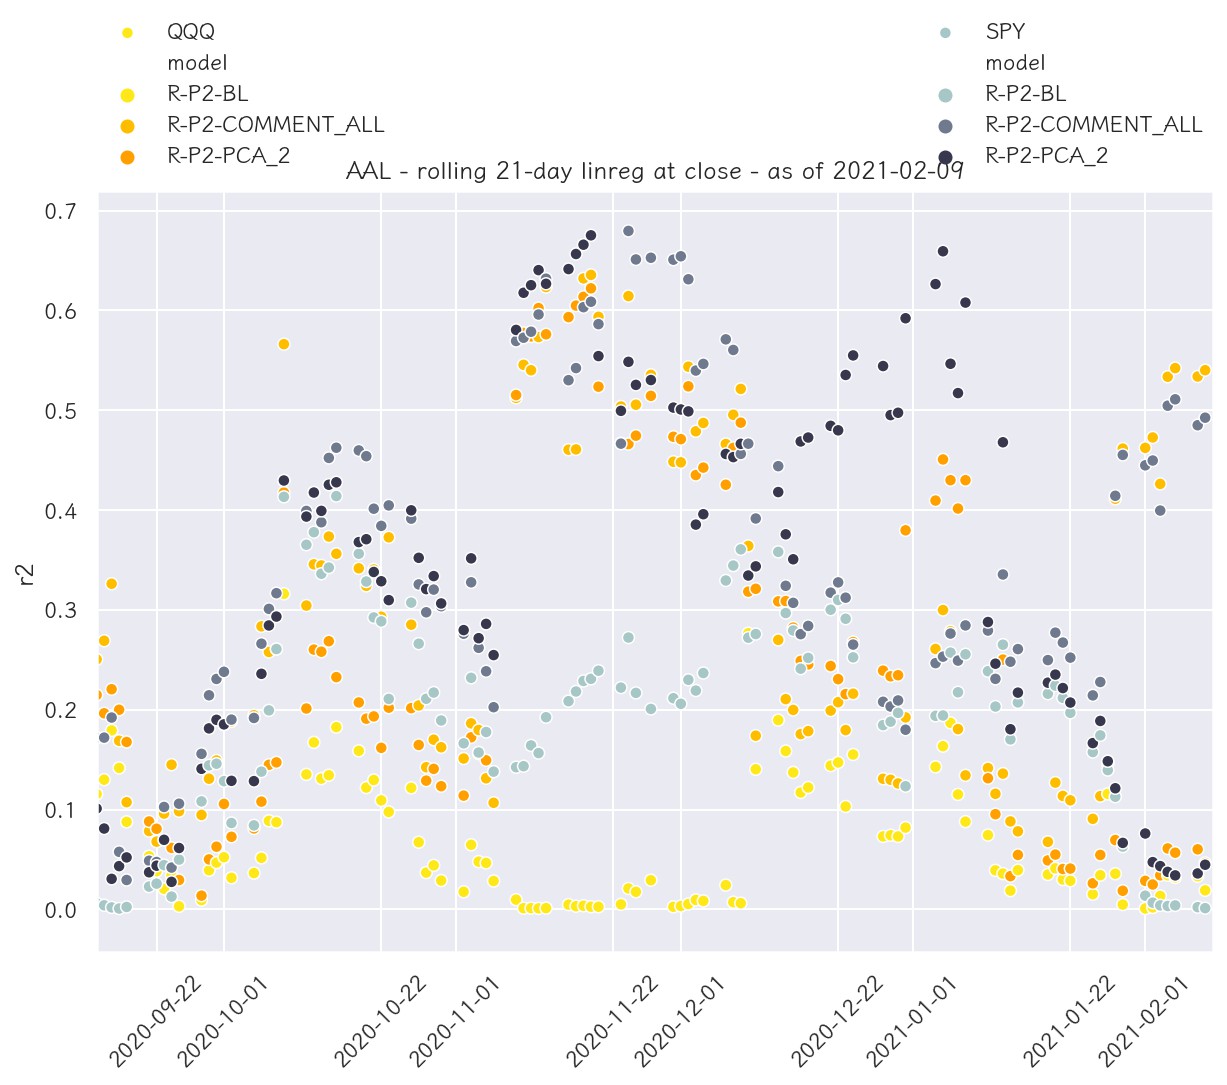 QQQ
model
R-P2-BL
R-P2-COMMENT_ALL
R-P2-PCA_2
SPY
model
R-P2-BL
R-P2-COMMENT_ALL
R-P2-PCA_2
AAL - rolling 21-day linreg at close - as of 2021-02-09
0.7
0.6
0.5
0.4
0.3
0.2
0.1
0.0
r2
2020-09-22
2020-10-01
2020-10-22
2020-11-01
2020-11-22
2020-12-01
2020-12-22
2021-01-01
2021-01-22
2021-02-01